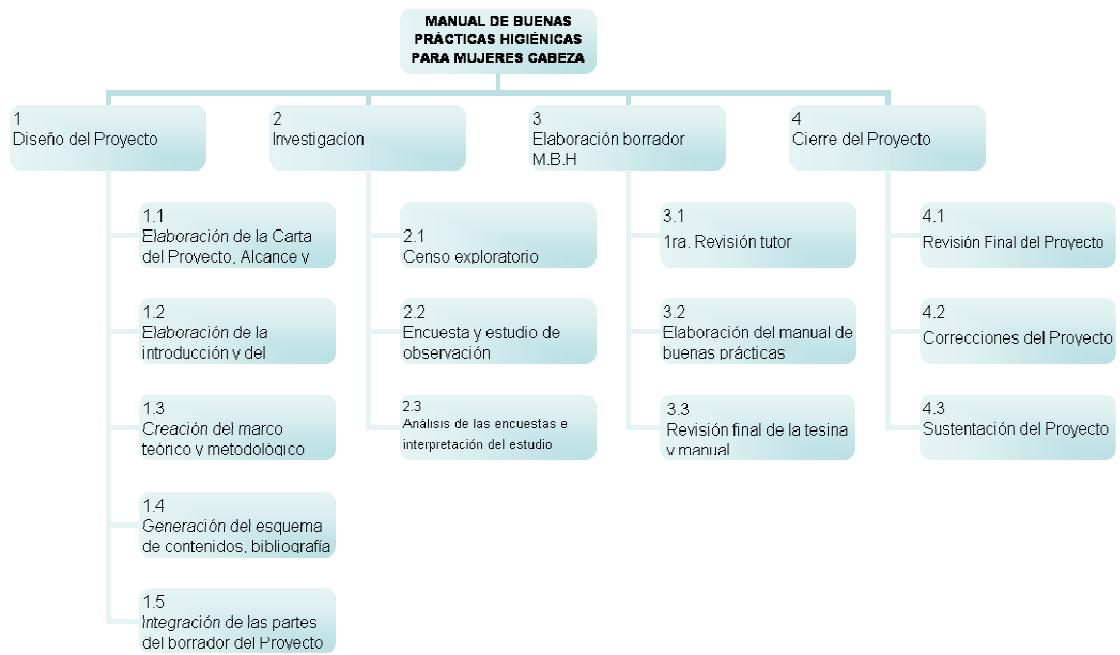 MANUAL DE BUENAS
PRÁCTICAS HIGIÉNICAS
PARA MUJERES CABEZA
1
Diseño del Proyecto
1.1
Elaboración de la Carta
del Proyecto, Alcance y
1.2
Elaboración de la
introducción y del
1.3
Creación del marco
teórico y metodológico
1.4
Generación del esquema
de contenidos, bibliografía
1.5
Integración de las partes
del borrador del Proyecto
2
Investigacíon
2.1
Censo exploratorio
2.2
Encuesta y estudio de
observación
2.3
Análisis de las encuestas e
interpretación del estudio
3
Elaboración borrador
M.B.H
3.1
1ra. Revisión tutor
3.2
Elaboración del manual de
buenas prácticas
3.3
Revisión final de la tesina
y manual
4
Cierre del Proyecto
4.1
Revisión Final del Proyecto
4.2
Correcciones del Proyecto
4.3
Sustentación del Proyecto